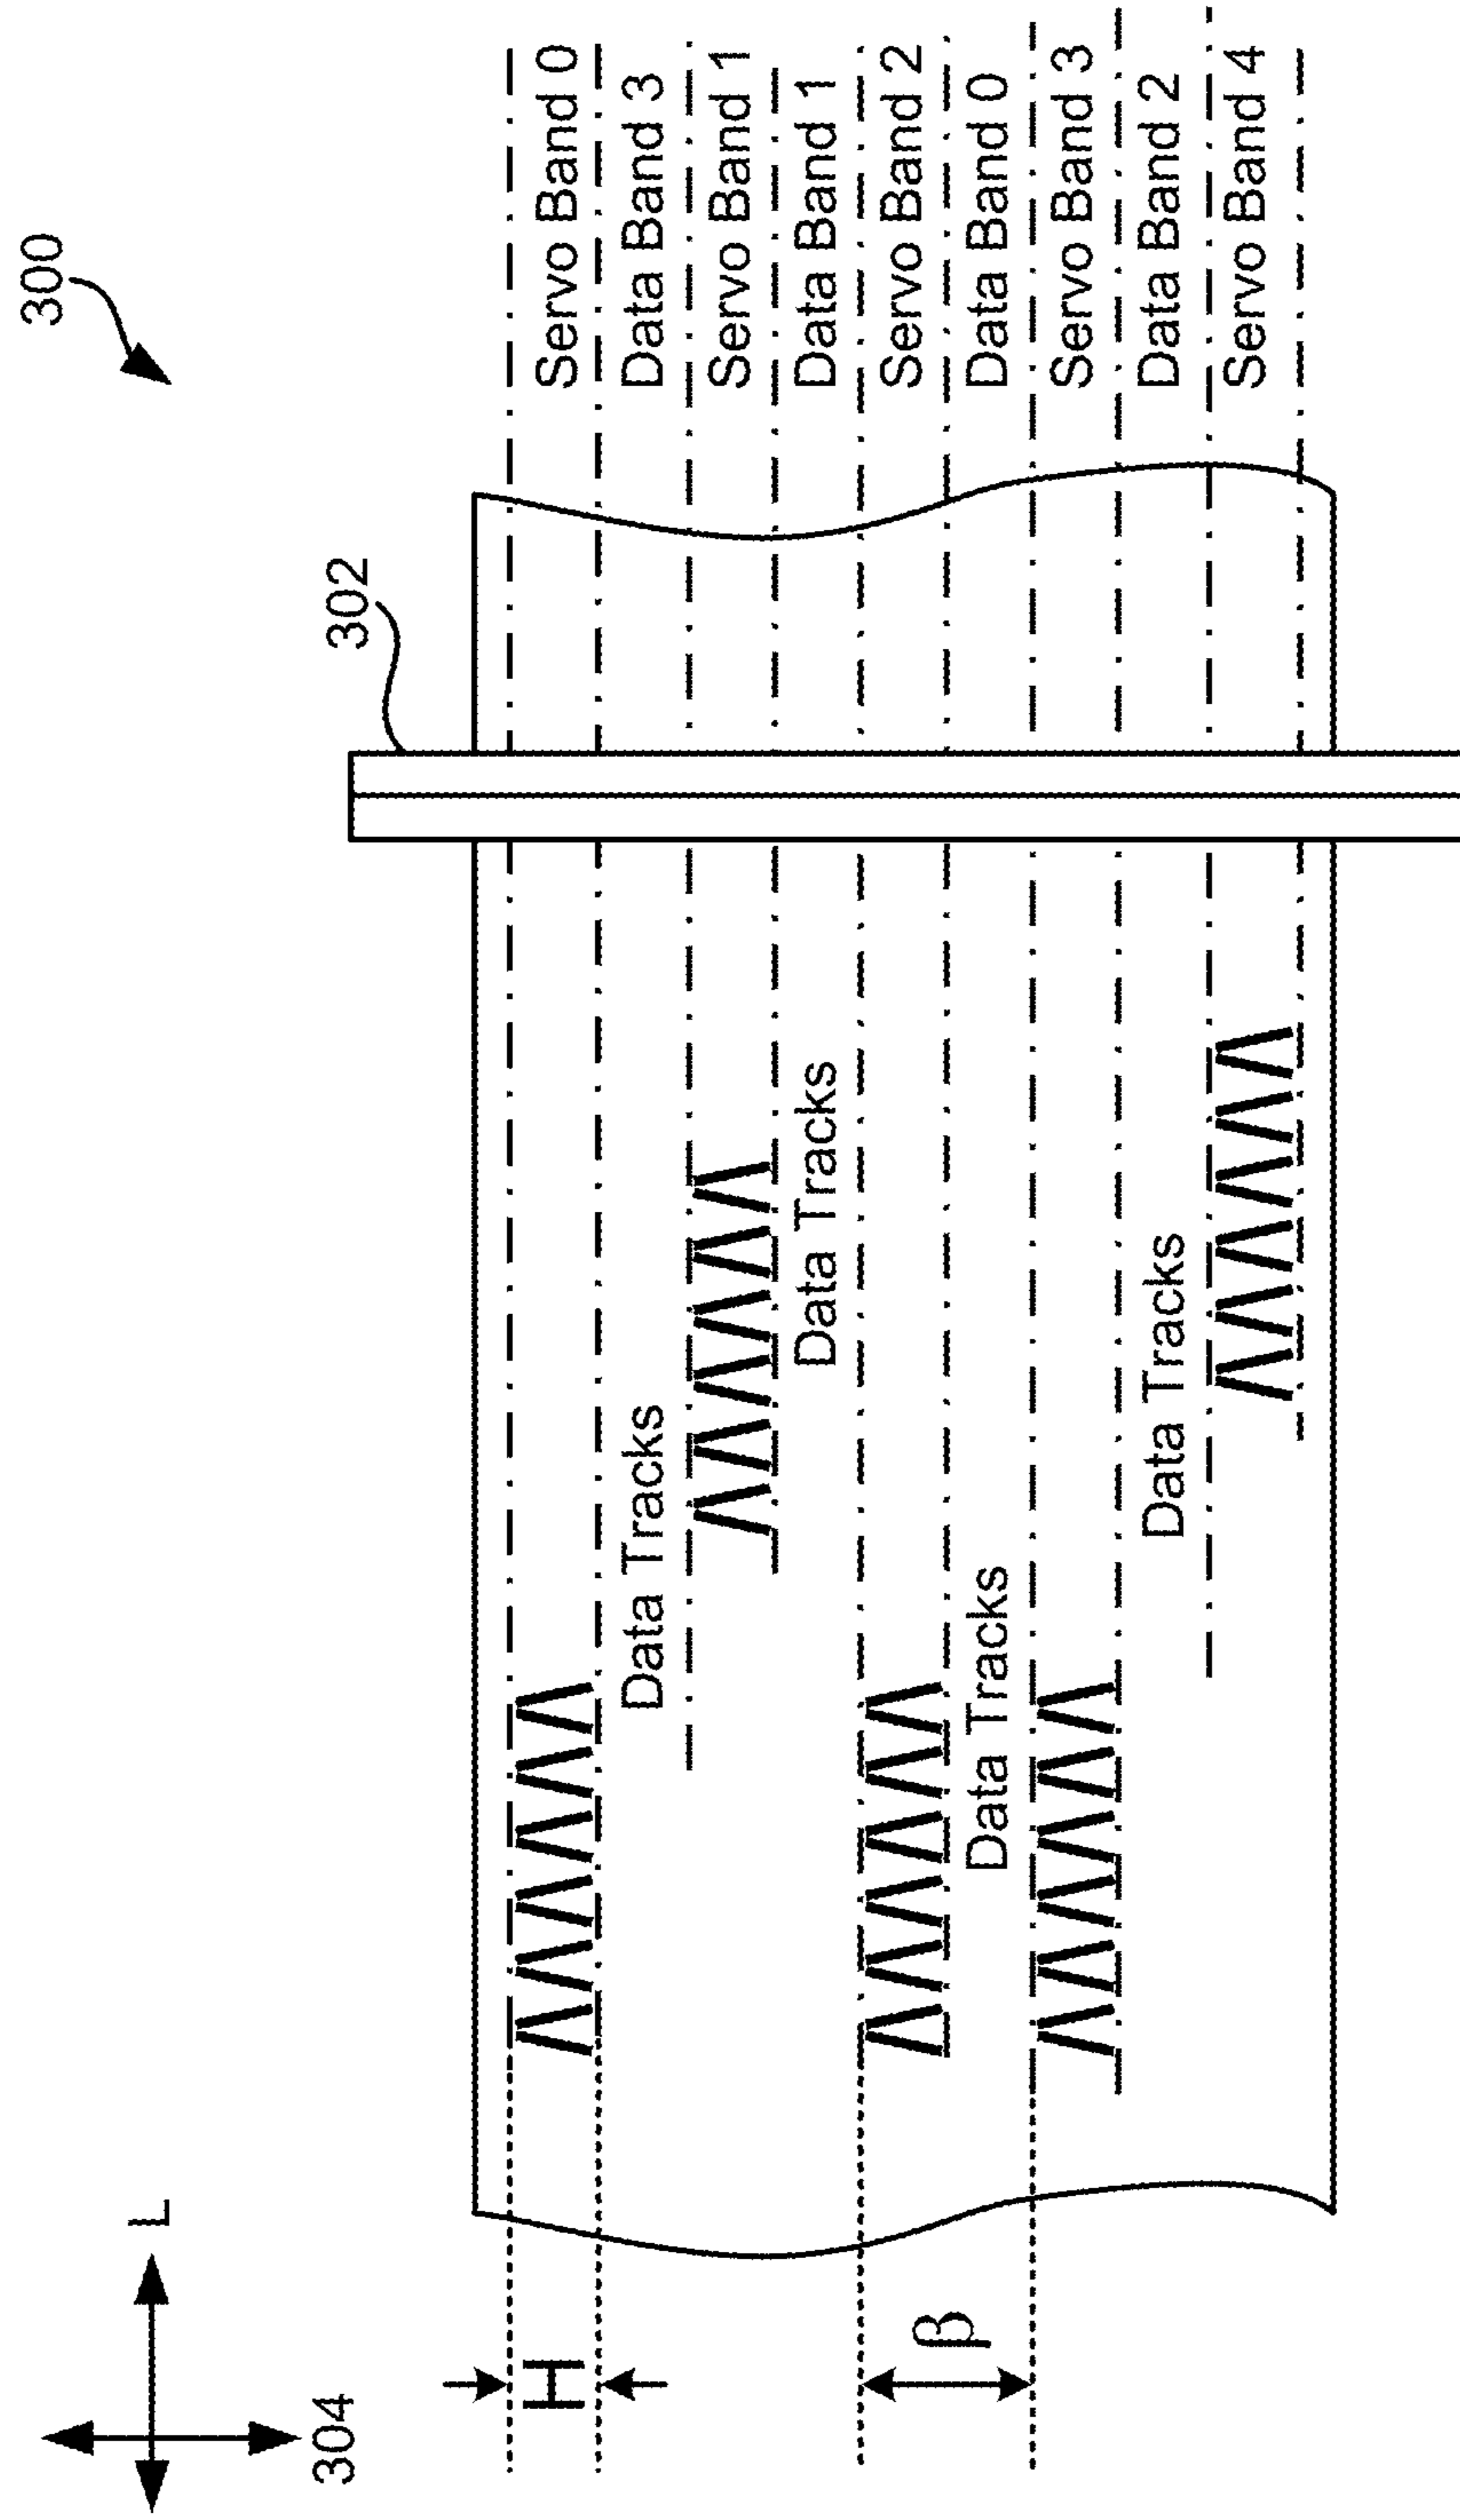 300
302
L
304
H
β
Servo Band 0
Data Band 3
Servo Band 1
Data Band 1
Servo Band 2
Data Band 0
Servo Band 3
Data Band 2
Servo Band 4
Data Tracks
Data Tracks
Data Tracks
Data Tracks